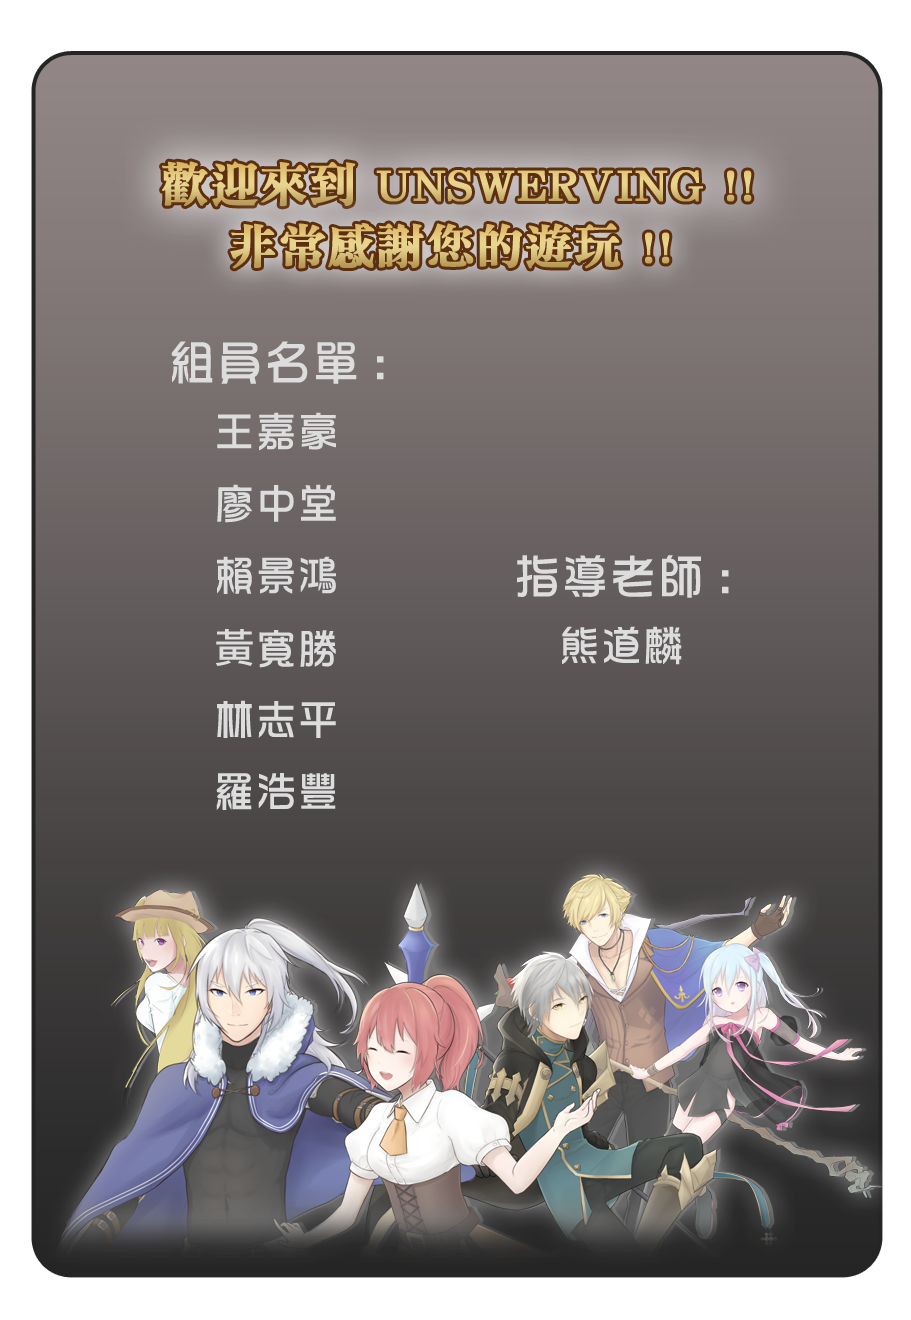 歡迎來到 UNSWERVING !!
非常感謝您的遊玩 !!
組員名單：
王嘉豪
廖中堂
賴景鴻
黃寬勝
林志平
羅浩豐
指導老師：
熊道麟